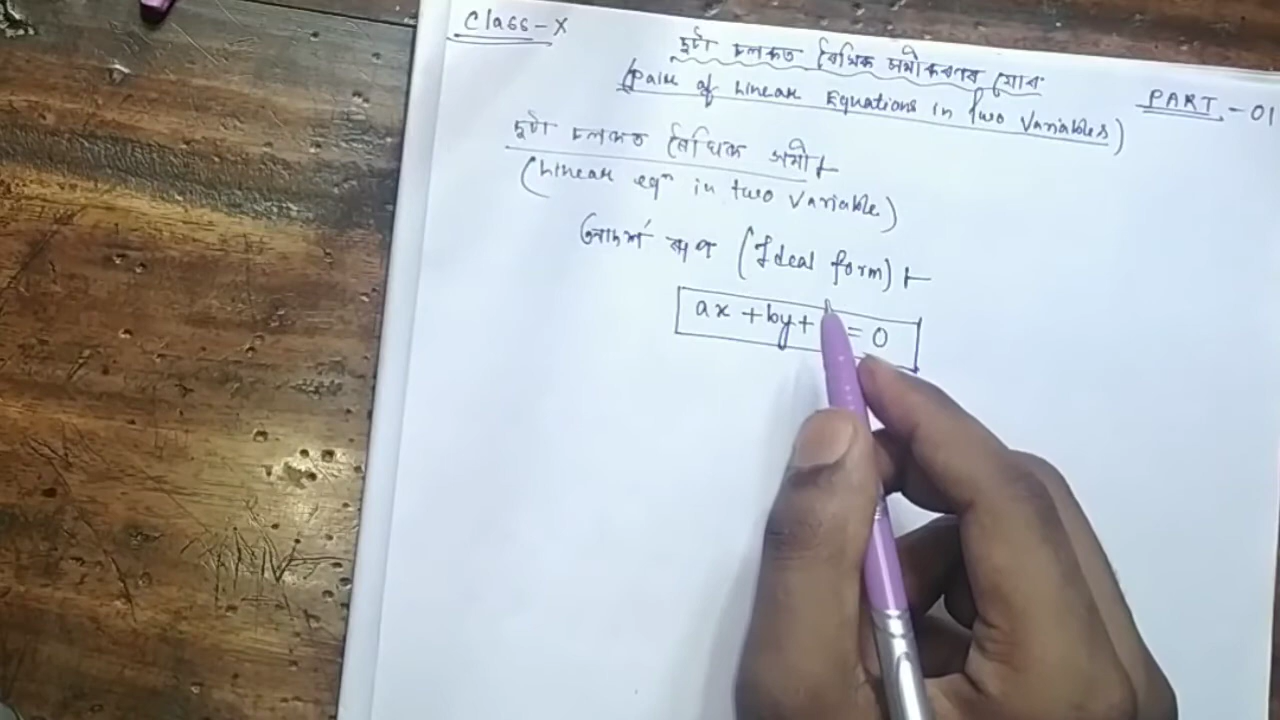 Class-X
দুটা চলকত ৰৈখিক সমীকৰণৰ যোৰ
(Pair of Linear Equations in Two Variables)
PART-01
দুটা চলকত ৰৈখিক সমী:-
(Linear eqⁿ in two variable)
আদৰ্শ ৰূপ (Ideal form):-
ax + by + = 0